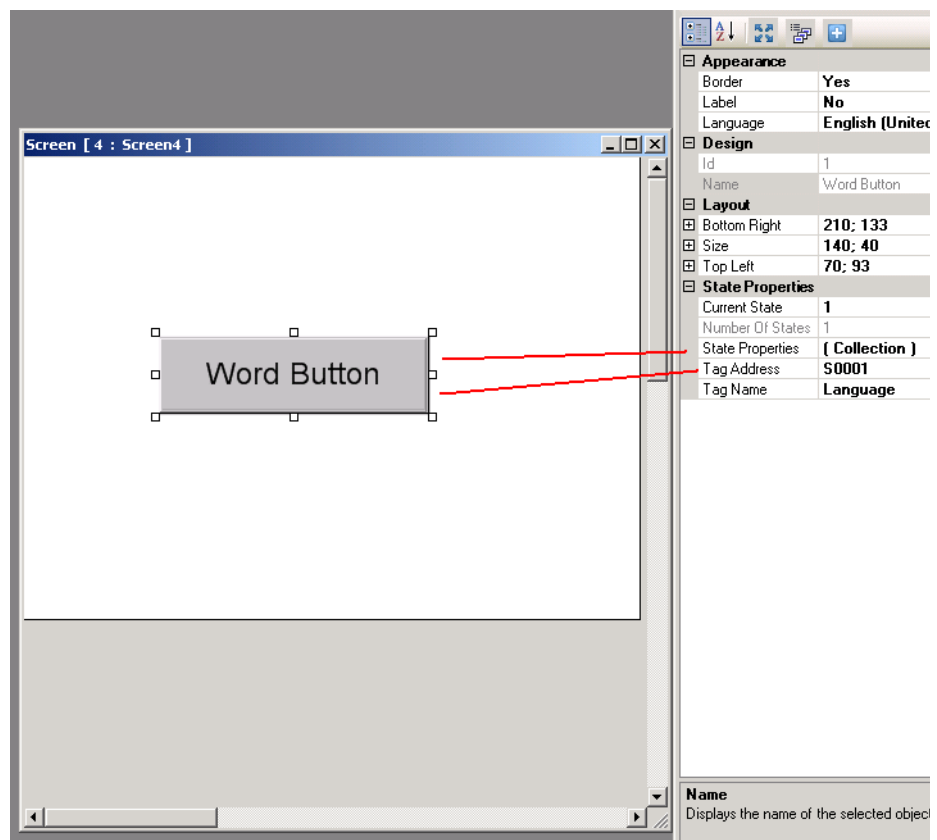 Screen [ 4 : Screen4 ]
Word Button
Appearance
Border Yes
Label No
Language English (United
Design
Id 1
Name Word Button
Layout
Bottom Right 210; 133
Size 140; 40
Top Left 70; 93
State Properties
Current State 1
Number Of States 1
State Properties ( Collection )
Tag Address S0001
Tag Name Language
Name
Displays the name of the selected object